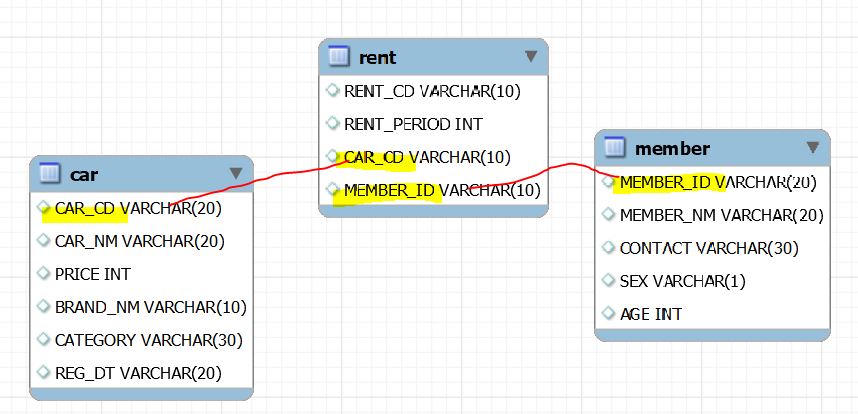 rent
RENT_CD VARCHAR(10)
RENT_PERIOD INT
CAR_CD VARCHAR(10)
MEMBER_ID VARCHAR(10)
car
CAR_CD VARCHAR(20)
CAR_NM VARCHAR(20)
PRICE INT
BRAND_NM VARCHAR(10)
CATEGORY VARCHAR(30)
REG_DT VARCHAR(20)
member
MEMBER_ID VARCHAR(20)
MEMBER_NM VARCHAR(20)
CONTACT VARCHAR(30)
SEX VARCHAR(1)
AGE INT